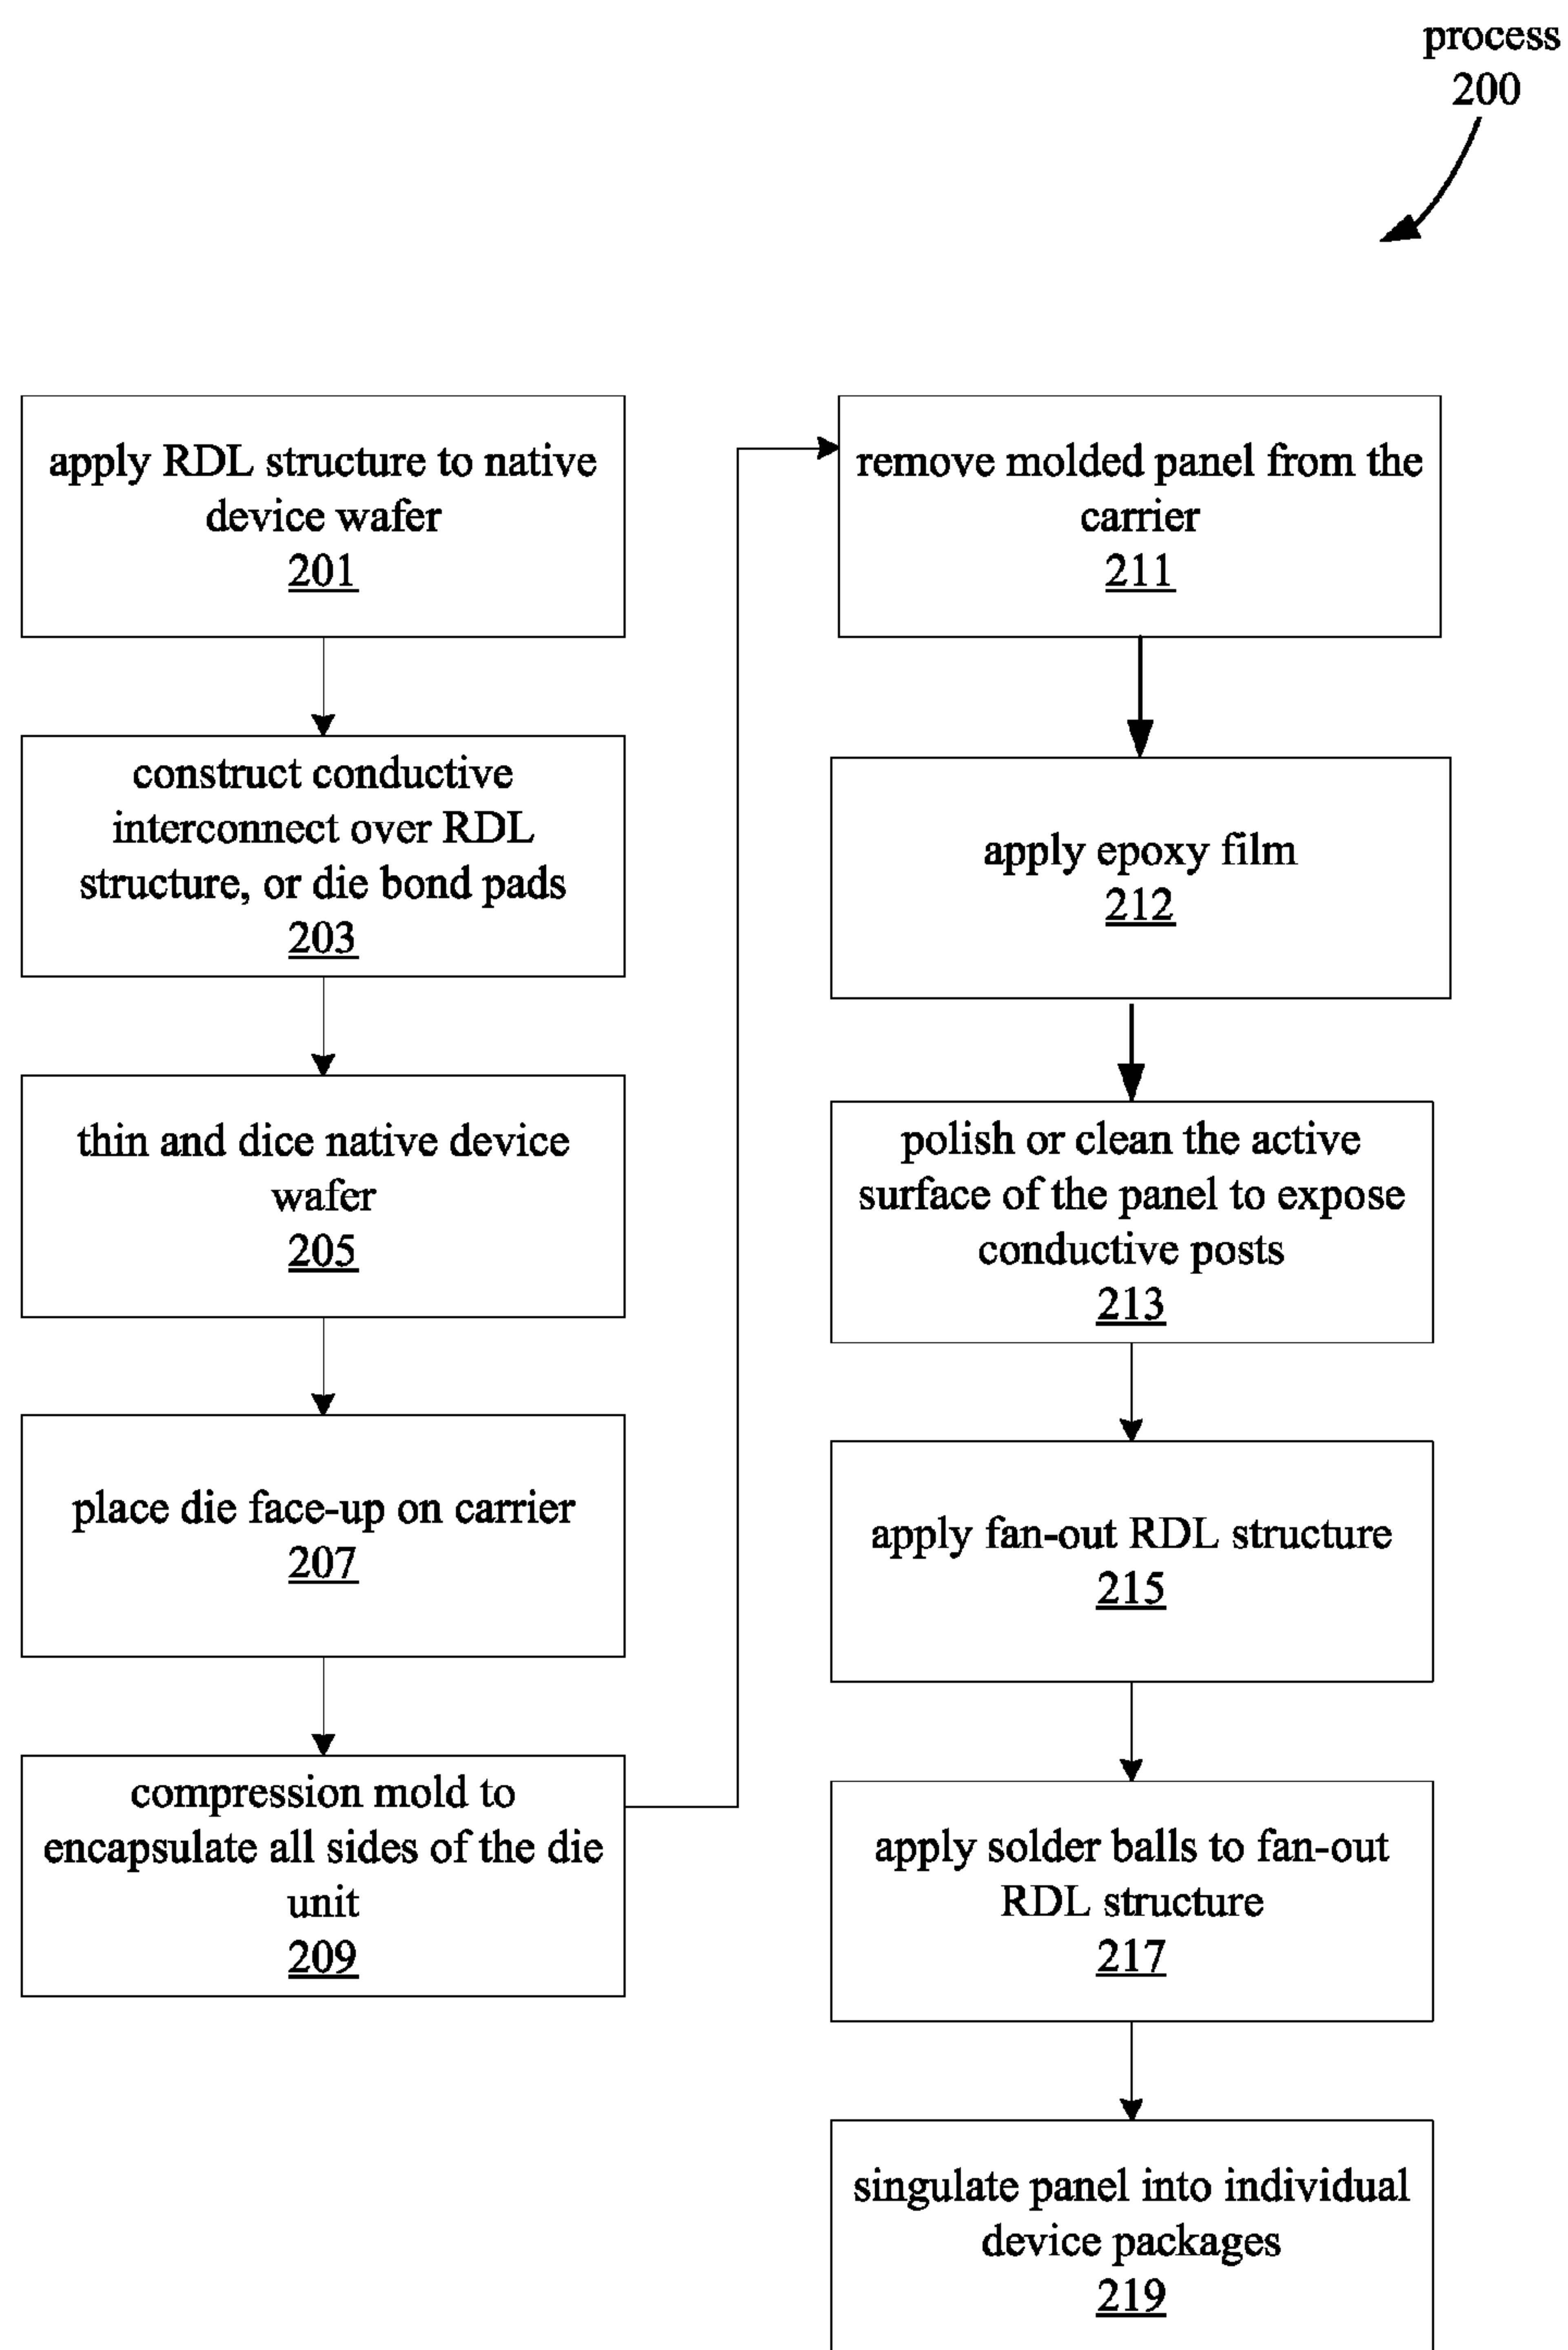 process
200
apply RDL structure to native
device wafer
201
construct conductive
interconnect over RDL
structure, or die bond pads
203
thin and dice native device
wafer
205
place die face-up on carrier
207
compression mold to
encapsulate all sides of the die
unit
209
remove molded panel from the
carrier
211
apply epoxy film
212
polish or clean the active
surface of the panel to expose
conductive posts
213
apply fan-out RDL structure
215
apply solder balls to fan-out
RDL structure
217
singulate panel into individual
device packages
219